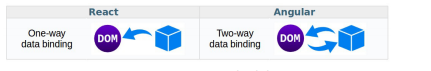 React
Angular
One-way
data binding
DOM
Two-way
data binding
DOM